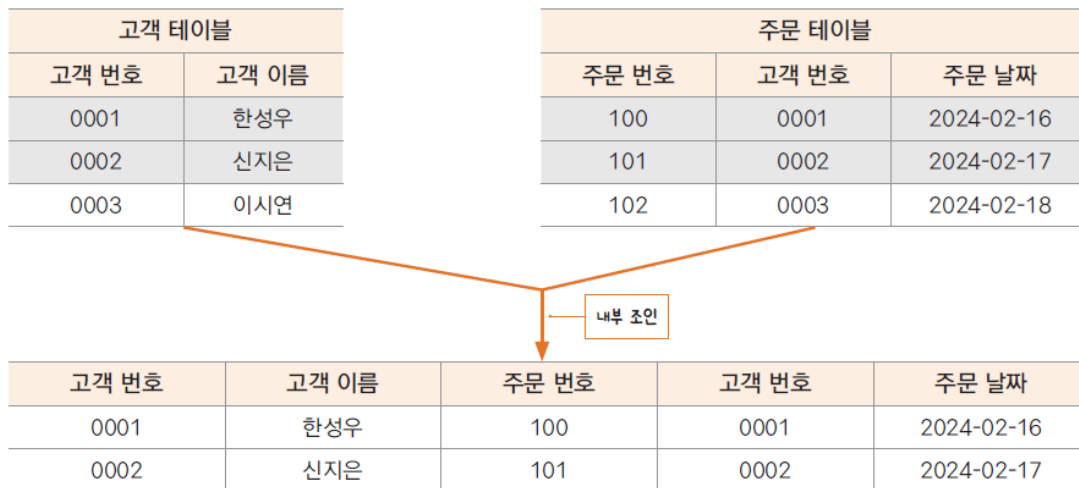 고객 테이블
고객 번호 고객 이름
0001 한성우
0002 신지은
0003 이시연
주문 테이블
주문 번호 고객 번호 주문 날짜
100 0001 2024-02-16
101 0002 2024-02-17
102 0003 2024-02-18
내부 조인
고객 번호 고객 이름 주문 번호 고객 번호 주문 날짜
0001 한성우 100 0001 2024-02-16
0002 신지은 101 0002 2024-02-17